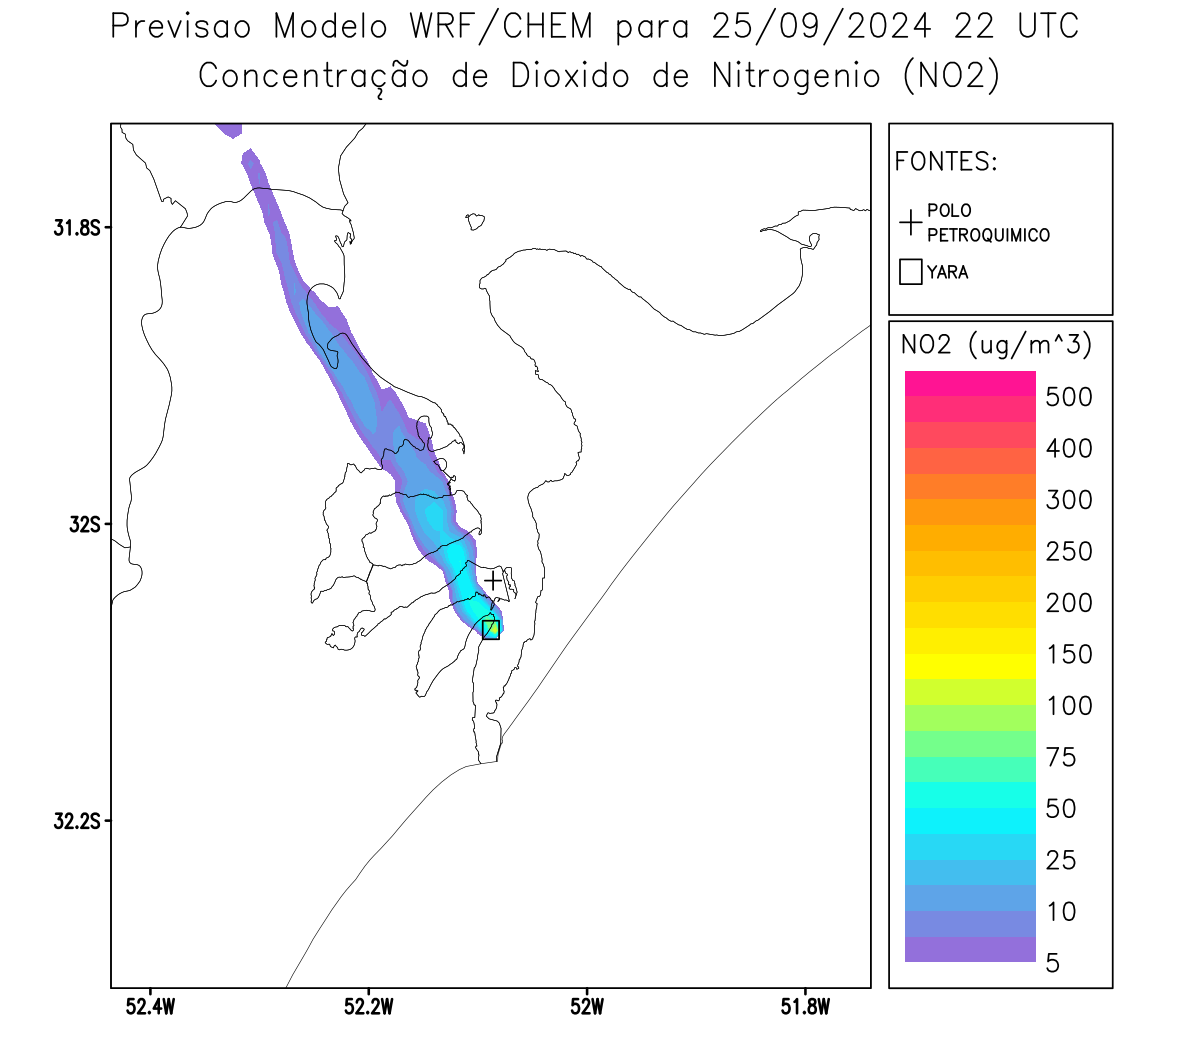 Previsao Modelo WRF/CHEM para 25/09/2024 22 UTC
Concentração de Dioxido de Nitrogenio (NO2)
FONTES:
POLO
PETROQUIMICO
YARA
31.8S
32S
32.2S
52.4W
52.2W
52W
51.8W
NO2 (ug/m^3)
500
400
300
250
200
150
100
75
50
25
10
5